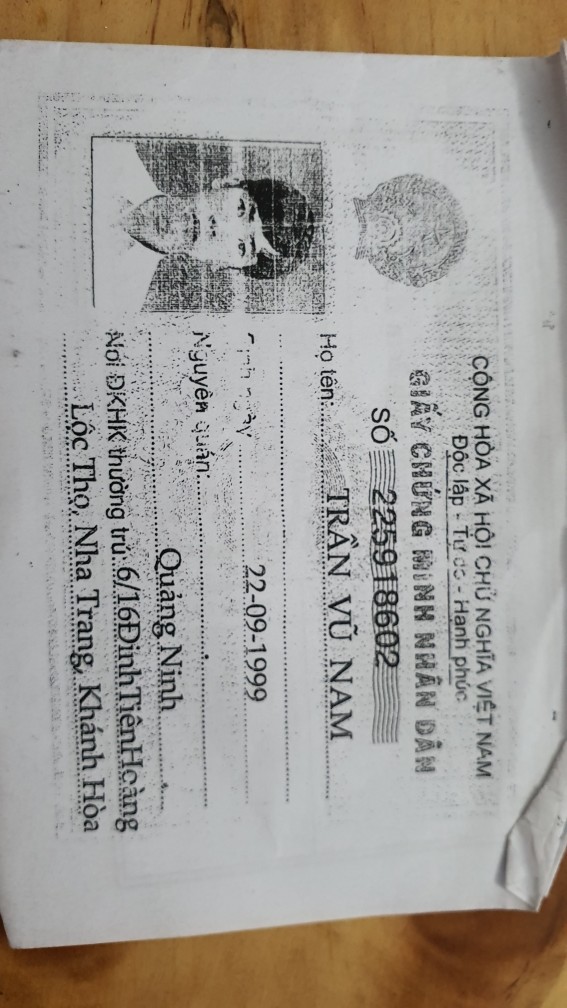 CỘNG HÒA XÃ HỘI CHỦ NGHĨA VIỆT NAM
Độc lập - Tự do - Hạnh phúc
GIẤY CHỨNG MINH NHÂN DÂN
SỐ 225918602
Họ tên: TRẦN VŨ NAM
22-09-1999
Nguyên quán:
Quảng Ninh
Nơi ĐKHK thường trú: 6/16ĐinhTiênHoàng
Lộc Thọ, Nha Trang, Khánh Hòa